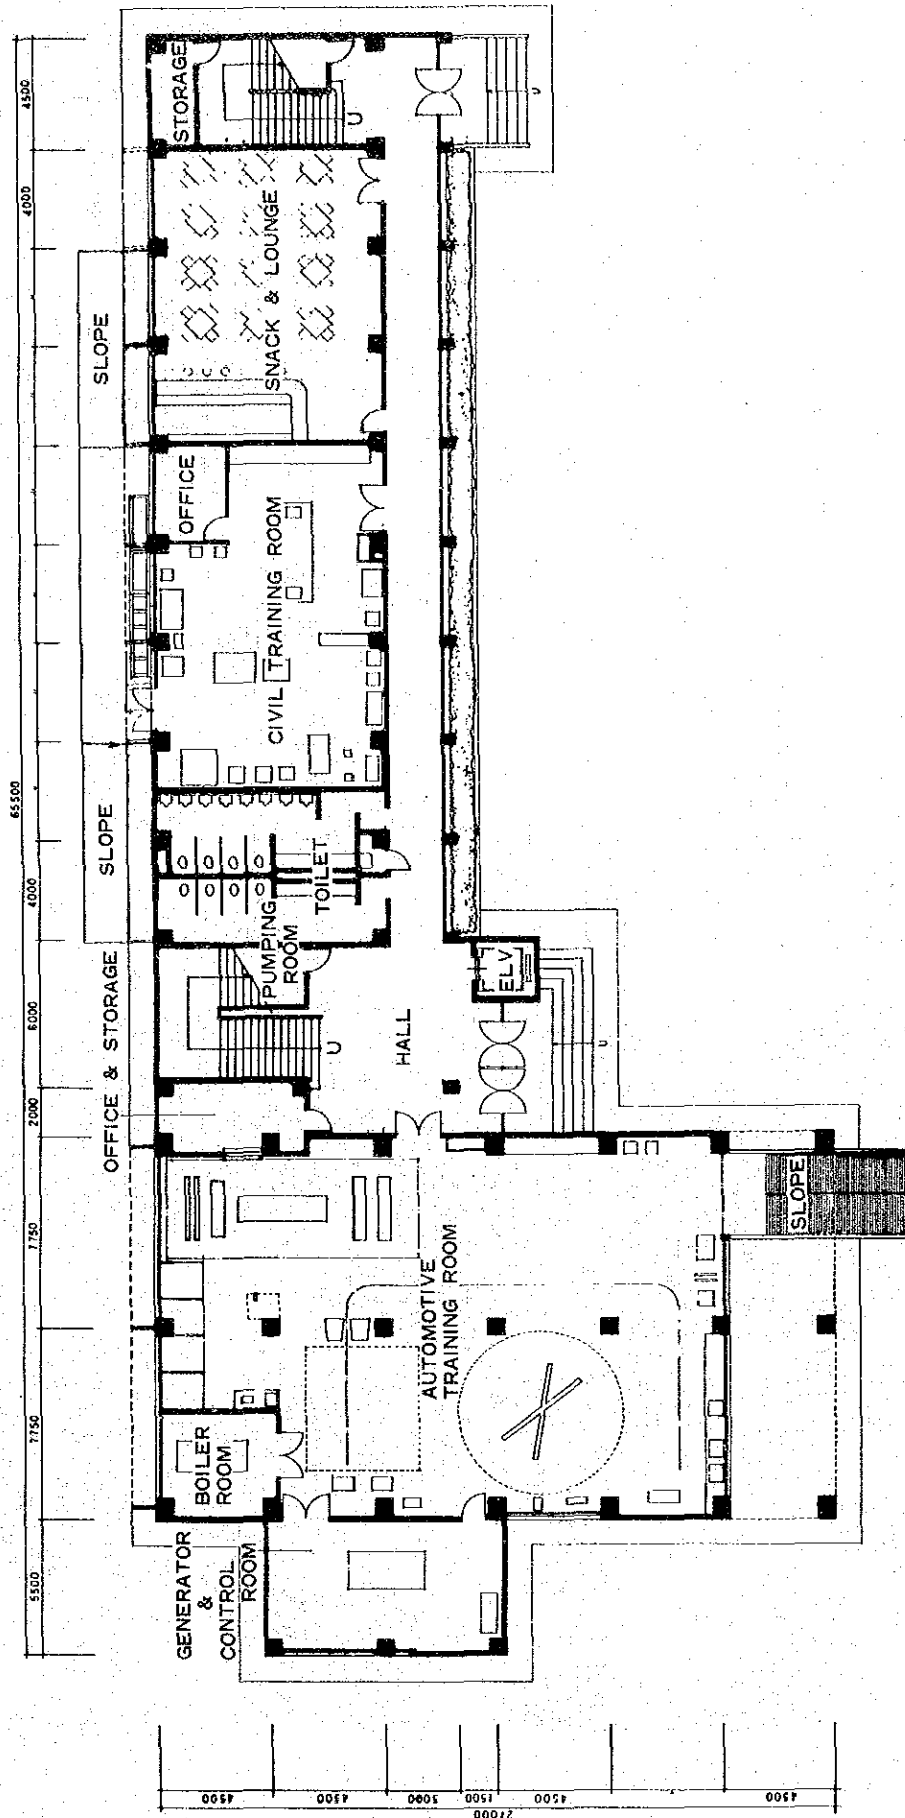 65500
4500
4000
4000
6000
2000
7750
7750
5500
STORAGE
U
U
SNACK & LOUNGE
SLOPE
OFFICE
CIVIL TRAINING ROOM
SLOPE
TOILET
PUMPING
ROOM
OFFICE & STORAGE
U
HALL
ELV
U
SLOPE
AUTOMOTIVE
TRAINING ROOM
BOILER
ROOM
GENERATOR
&
CONTROL
ROOM
4500
4500
3000
1500
4500
4500
27000